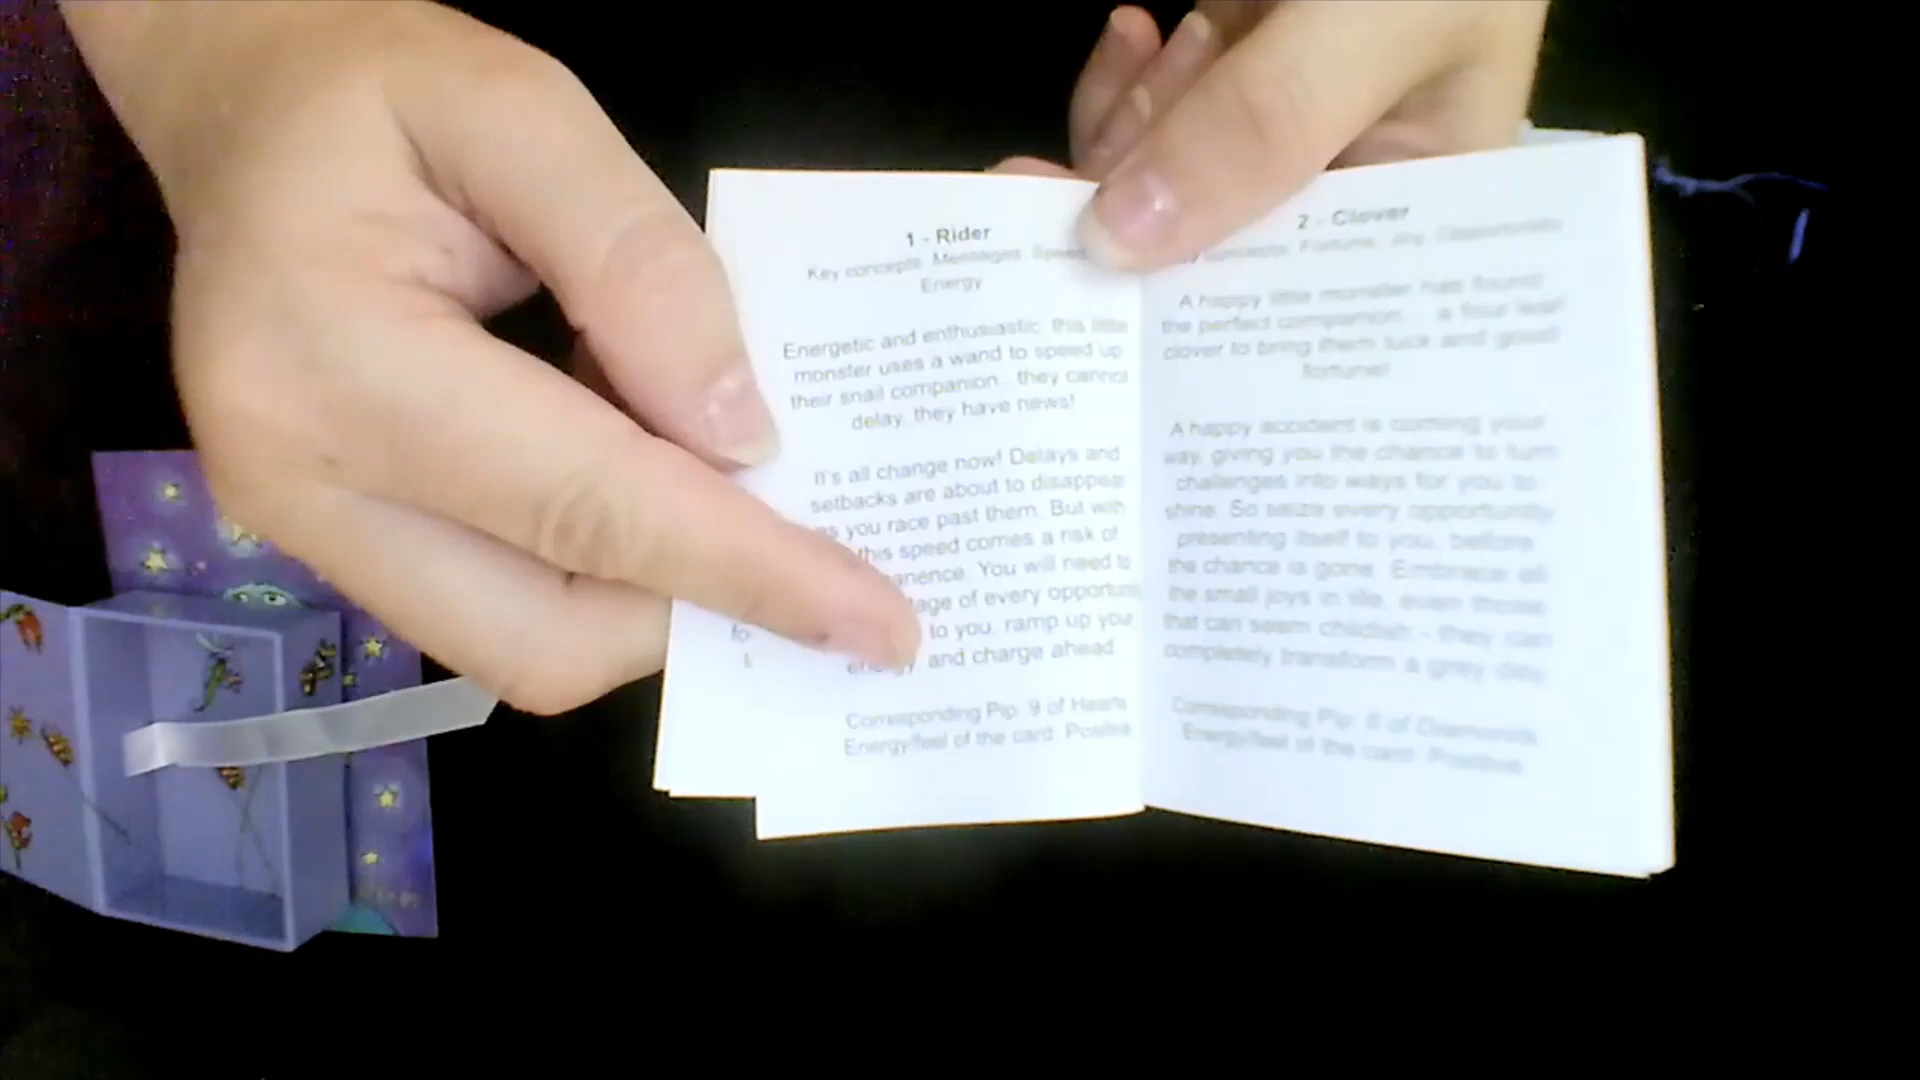 1 - Rider
Key concepts: Messages, Speed
Energy
Energetic and enthusiastic, this little
monster uses a wand to speed up
their snail companion... they cannot
delay, they have news!
It's all change now! Delays and
setbacks are about to disappear
as you race past them. But with
this speed comes a risk of
anence. You will need to
tage of every opportuni
to you, ramp up your
energy and charge ahead.
Corresponding Pip: 9 of Hearts
Energy/feel of the card: Positive
fo
2 - Clover
concepts: Fortune, Joy, Opportunity
A happy little monster has found
the perfect companion... a four leaf
clover to bring them luck and good
fortune!
A happy accident is coming your
way, giving you the chance to turn
challenges into ways for you to
shine. So seize every opportunity
presenting itself to you, before
the chance is gone. Embrace all
the small joys in life, even those
that can seem childish - they can
completely transform a grey day.
Corresponding Pip: 6 of Diamonds
Energy/feel of the card: Positive